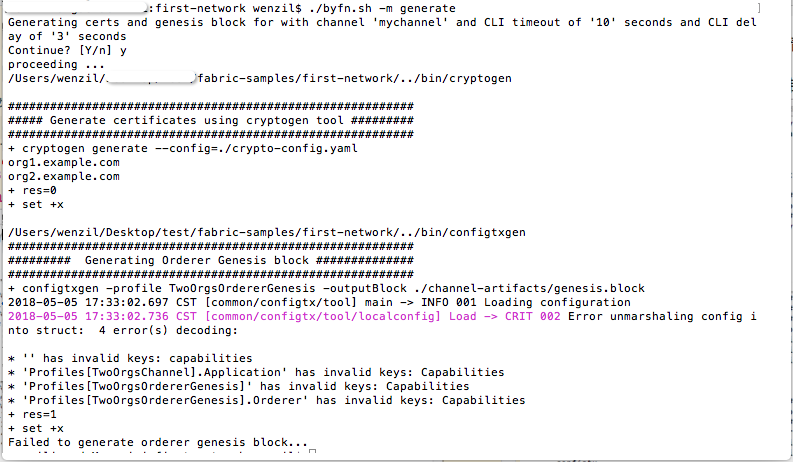 :first-network wenzil$ ./byfn.sh -m generate
Generating certs and genesis block for with channel 'mychannel' and CLI timeout of '10' seconds and CLI del
ay of '3' seconds
Continue? [Y/n] y
proceeding ...
/Users/wenzil/ /fabric-samples/first-network/../bin/cryptogen
##########################################################
##### Generate certificates using cryptogen tool #########
##########################################################
+ cryptogen generate --config=./crypto-config.yaml
org1.example.com
org2.example.com
+ res=0
+ set +x
/Users/wenzil/Desktop/test/fabric-samples/first-network/../bin/configtxgen
##########################################################
#########  Generating Orderer Genesis block ##############
##########################################################
+ configtxgen -profile TwoOrgsOrdererGenesis -outputBlock ./channel-artifacts/genesis.block
2018-05-05 17:33:02.697 CST [common/configtx/tool] main -> INFO 001 Loading configuration
2018-05-05 17:33:02.736 CST [common/configtx/tool/localconfig] Load -> CRIT 002 Error unmarshaling config i
nto struct:  4 error(s) decoding:
* '' has invalid keys: capabilities
* 'Profiles[TwoOrgsChannel].Application' has invalid keys: Capabilities
* 'Profiles[TwoOrgsOrdererGenesis]' has invalid keys: Capabilities
* 'Profiles[TwoOrgsOrdererGenesis].Orderer' has invalid keys: Capabilities
+ res=1
+ set +x
Failed to generate orderer genesis block...